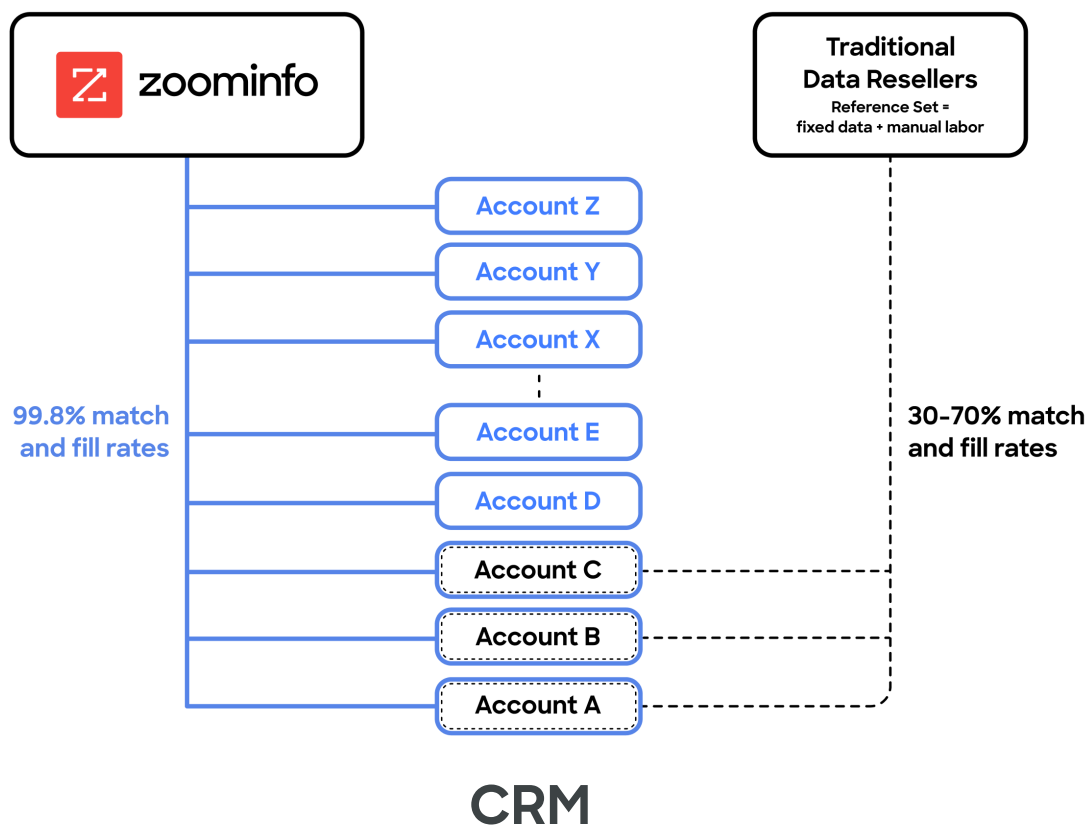 zoominfo
Traditional
Data Resellers
Reference Set =
fixed data + manual labor
Account Z
Account Y
Account X
99.8% match
and fill rates
Account E
30-70% match
and fill rates
Account D
Account C
Account B
Account A
CRM